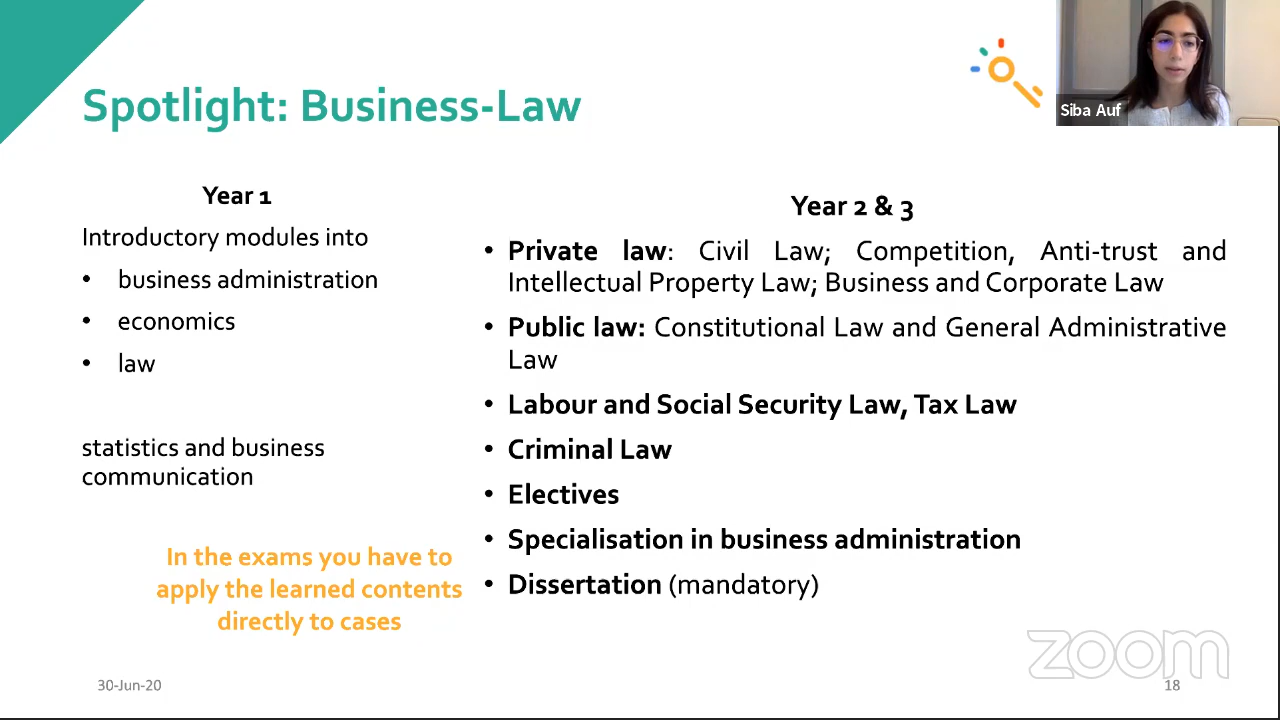 Siba Auf
Spotlight: Business-Law
Year 1
Introductory modules into
• business administration
• economics
• law
statistics and business
communication
In the exams you have to
apply the learned contents
directly to cases
Year 2 & 3
• Private law: Civil Law; Competition, Anti-trust and
Intellectual Property Law; Business and Corporate Law
• Public law: Constitutional Law and General Administrative
Law
• Labour and Social Security Law, Tax Law
• Criminal Law
• Electives
• Specialisation in business administration
• Dissertation (mandatory)
30-Jun-20
zoom
18